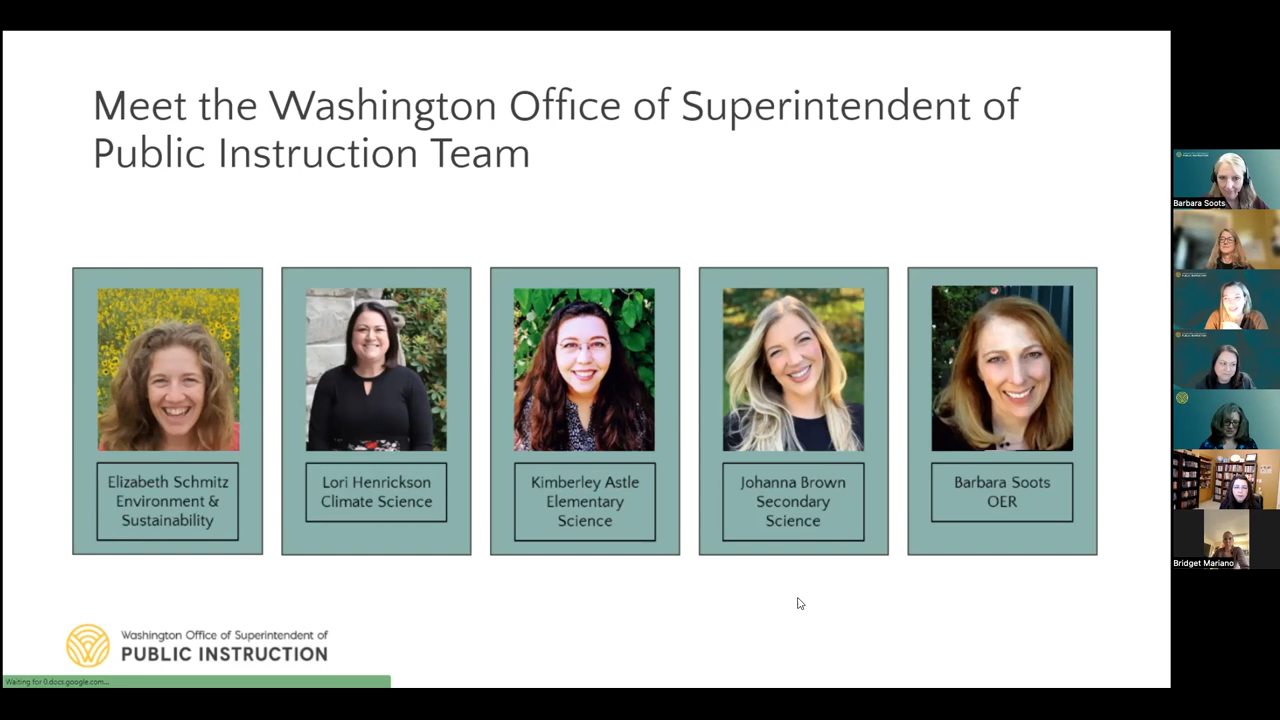 Meet the Washington Office of Superintendent of
Public Instruction Team
Elizabeth Schmitz
Environment &
Sustainability
Lori Henrickson
Climate Science
Kimberley Astle
Elementary
Science
Johanna Brown
Secondary
Science
Barbara Soots
OER
Washington Office of Superintendent of
PUBLIC INSTRUCTION
Waiting for 0.docs.google.com...
Barbara Soots
Bridget Mariano